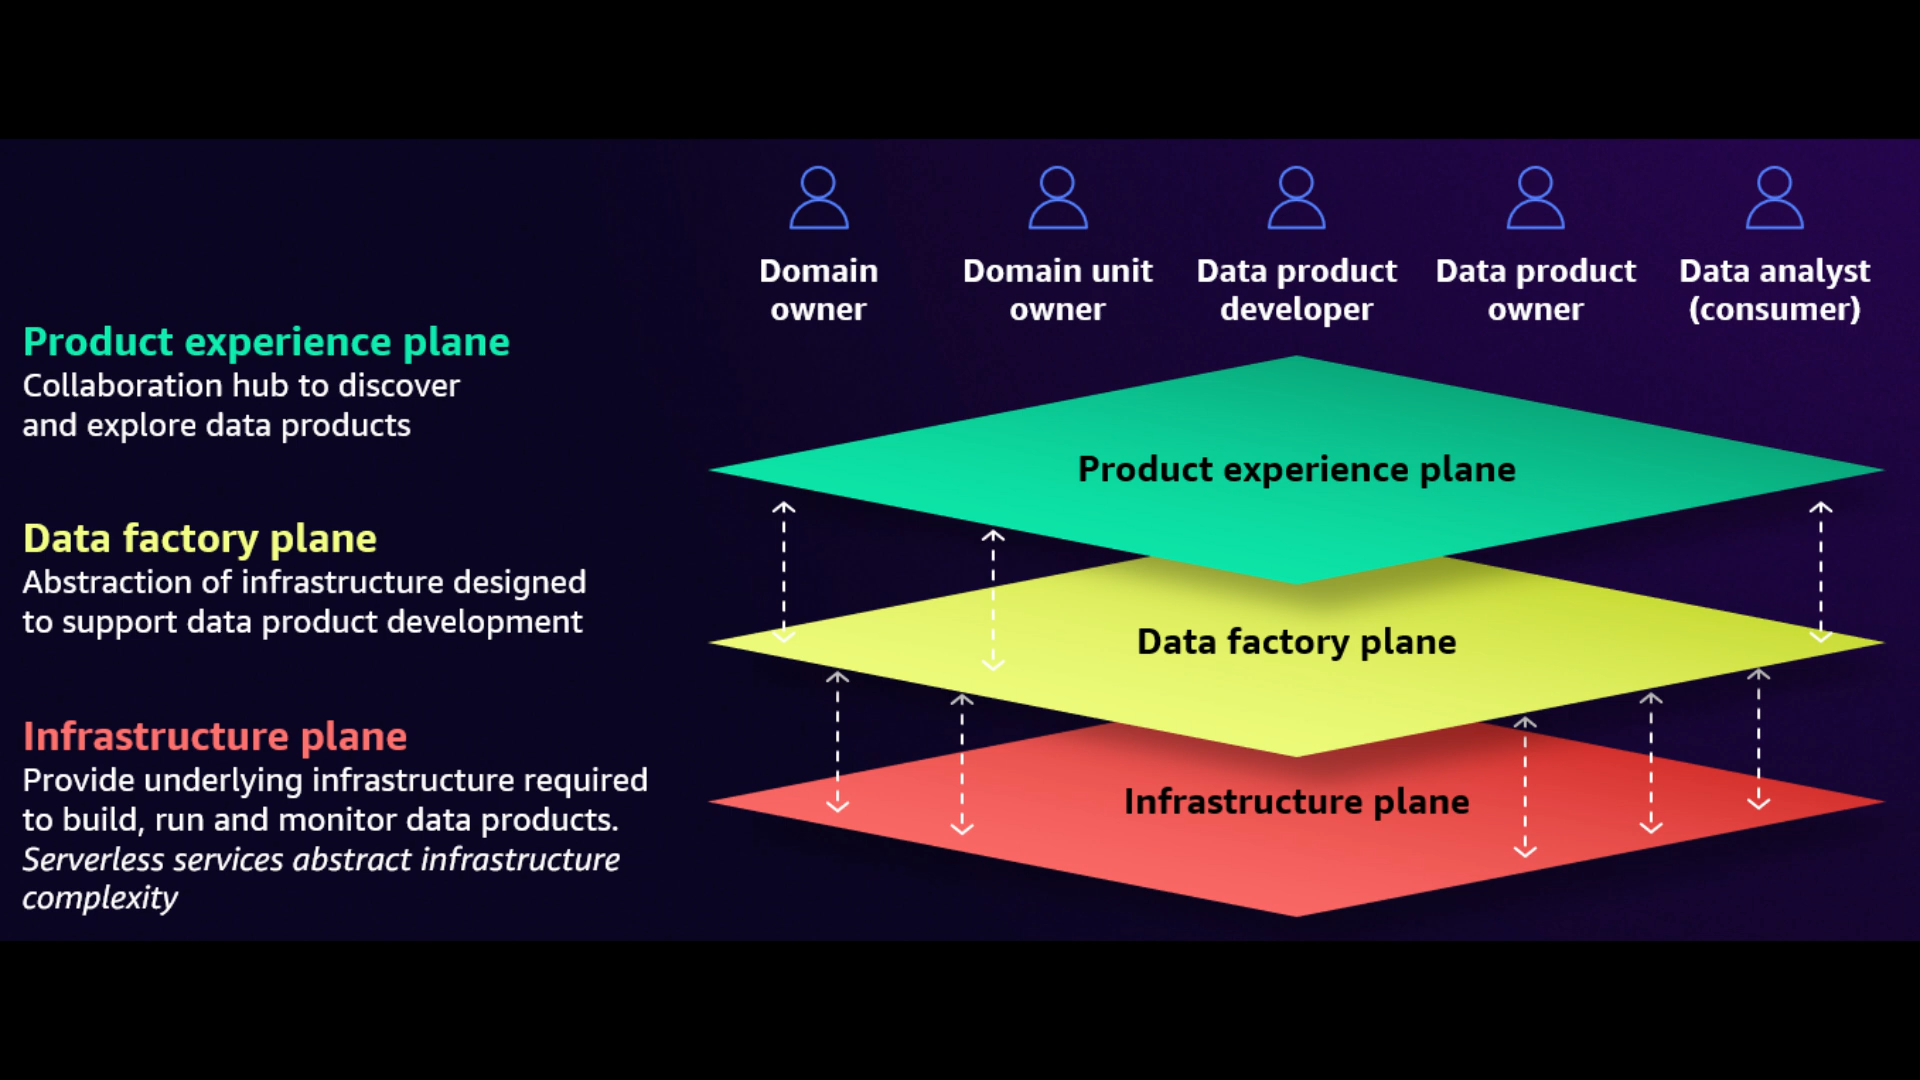 Domain
owner
Domain unit
owner
Data product
developer
Data product
owner
Data analyst
(consumer)
Product experience plane
Collaboration hub to discover
and explore data products
Data factory plane
Abstraction of infrastructure designed
to support data product development
Infrastructure plane
Provide underlying infrastructure required
to build, run and monitor data products.
Serverless services abstract infrastructure
complexity
Product experience plane
Data factory plane
Infrastructure plane